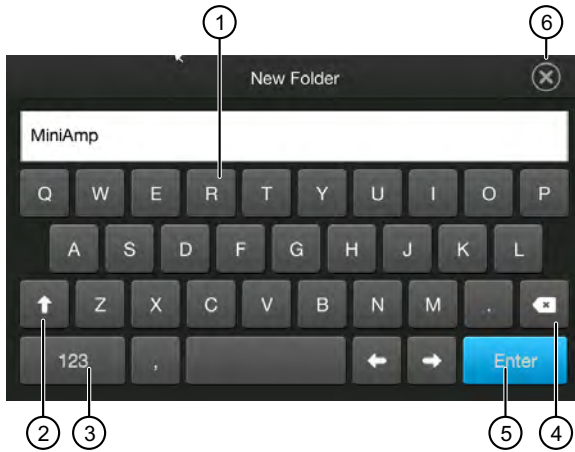 1 6
New Folder
MiniAmp
Q W E R T Y U I O P
A S D F G H J K L
Z X C V B N M .
123 , Enter
2 3 5 4